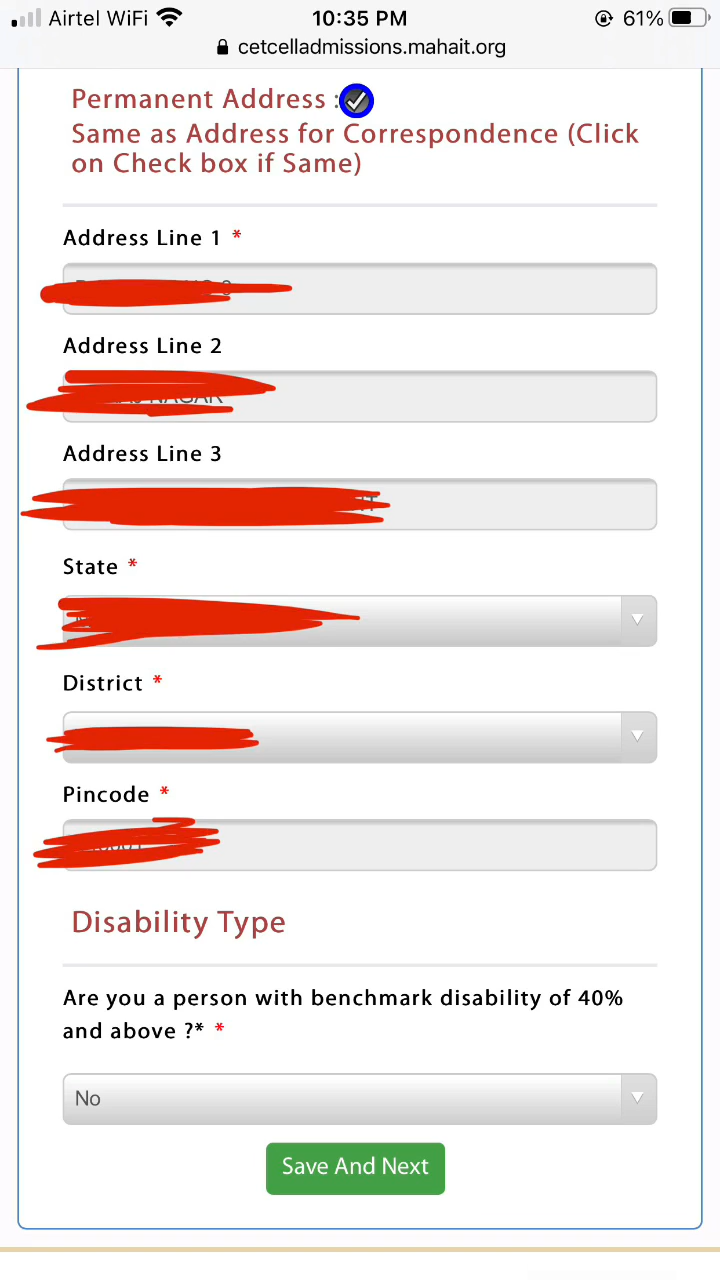 Airtel WiFi 10:35 PM 61%
cetcelladmissions.mahait.org
Permanent Address :
Same as Address for Correspondence (Click
on Check box if Same)
Address Line 1 *
Address Line 2
NAGAR
Address Line 3
State *
District *
Pincode *
Disability Type
Are you a person with benchmark disability of 40%
and above ?* *
No
Save And Next